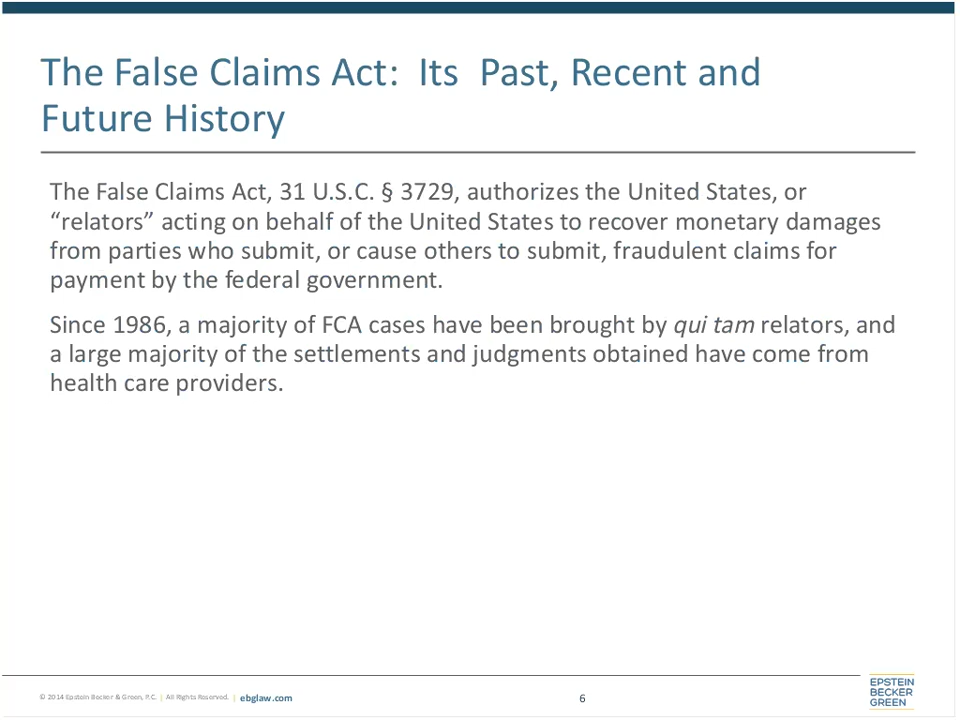 The False Claims Act:  Its  Past, Recent and
Future History
The False Claims Act, 31 U.S.C. § 3729, authorizes the United States, or
“relators” acting on behalf of the United States to recover monetary damages
from parties who submit, or cause others to submit, fraudulent claims for
payment by the federal government.
Since 1986, a majority of FCA cases have been brought by qui tam relators, and
a large majority of the settlements and judgments obtained have come from
health care providers.
© 2014 Epstein Becker & Green, P.C. | All Rights Reserved. | ebglaw.com
6
EPSTEIN
BECKER
GREEN